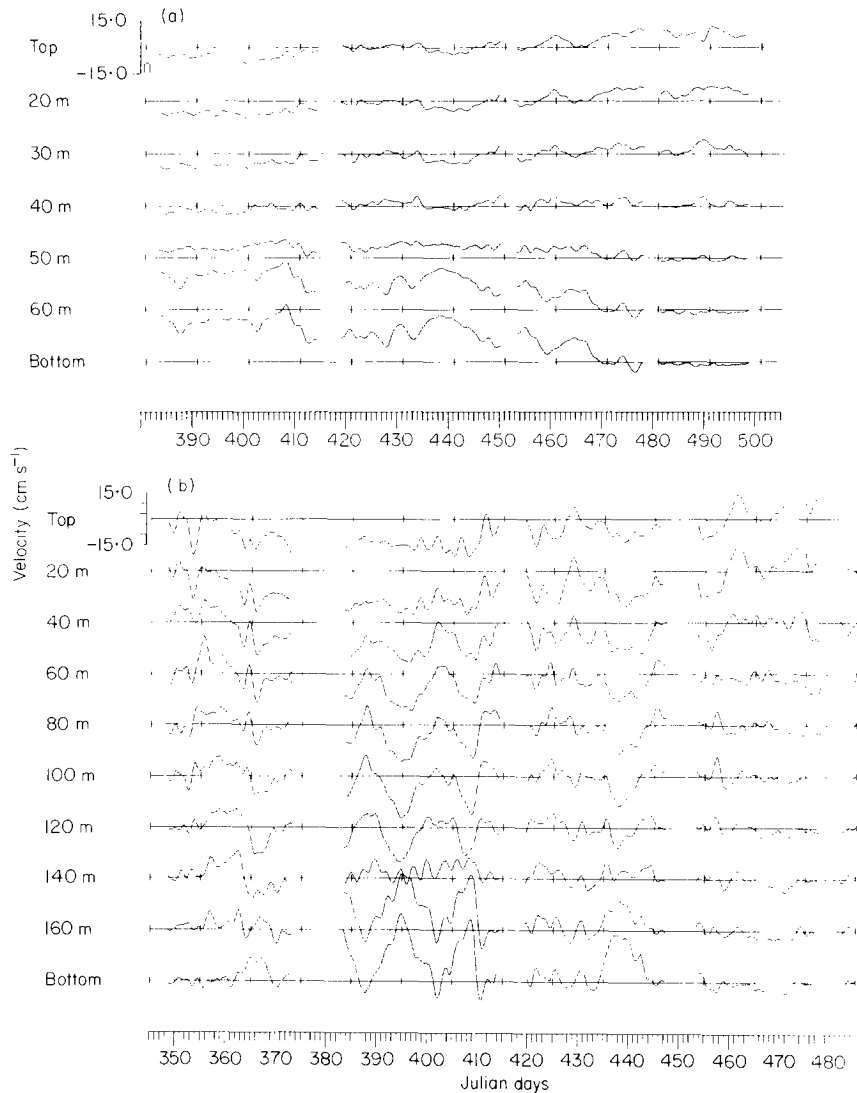 (a)
15·0
Top
-15·0
20 m
30 m
40 m
50 m
60 m
Bottom
390 400 410 420 430 440 450 460 470 480 490 500
Velocity (cm s⁻¹)
(b)
15·0
Top
-15·0
20 m
40 m
60 m
80 m
100 m
120 m
140 m
160 m
Bottom
350 360 370 380 390 400 410 420 430 440 450 460 470 480
Julian days